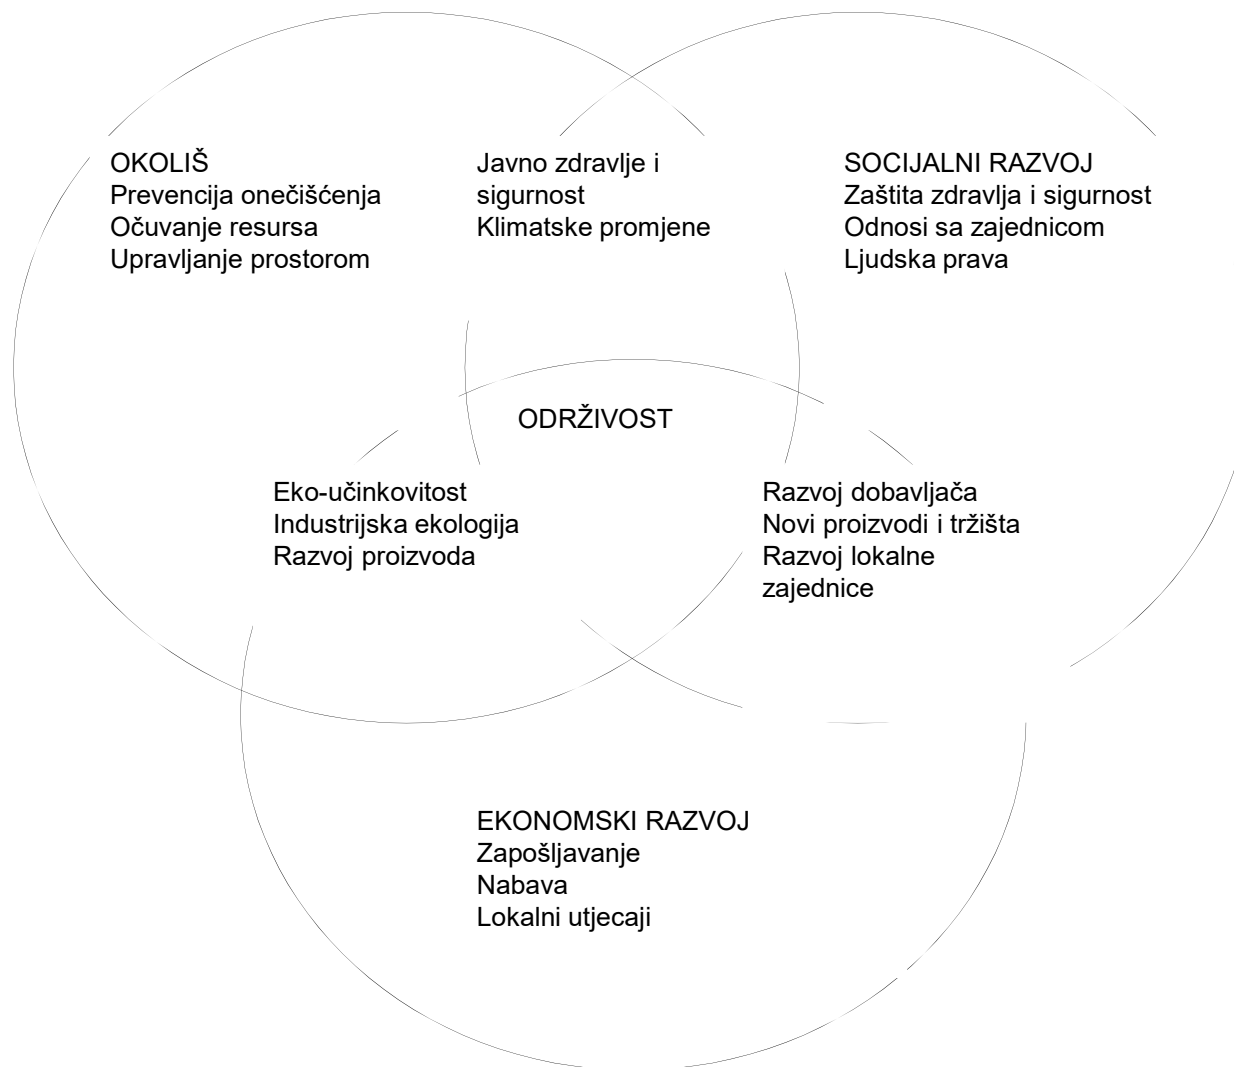 OKOLIŠ
Prevencija onečišćenja
Očuvanje resursa
Upravljanje prostorom
Javno zdravlje i
sigurnost
Klimatske promjene
SOCIJALNI RAZVOJ
Zaštita zdravlja i sigurnost
Odnosi sa zajednicom
Ljudska prava
ODRŽIVOST
Eko-učinkovitost
Industrijska ekologija
Razvoj proizvoda
Razvoj dobavljača
Novi proizvodi i tržišta
Razvoj lokalne
zajednice
EKONOMSKI RAZVOJ
Zapošljavanje
Nabava
Lokalni utjecaji